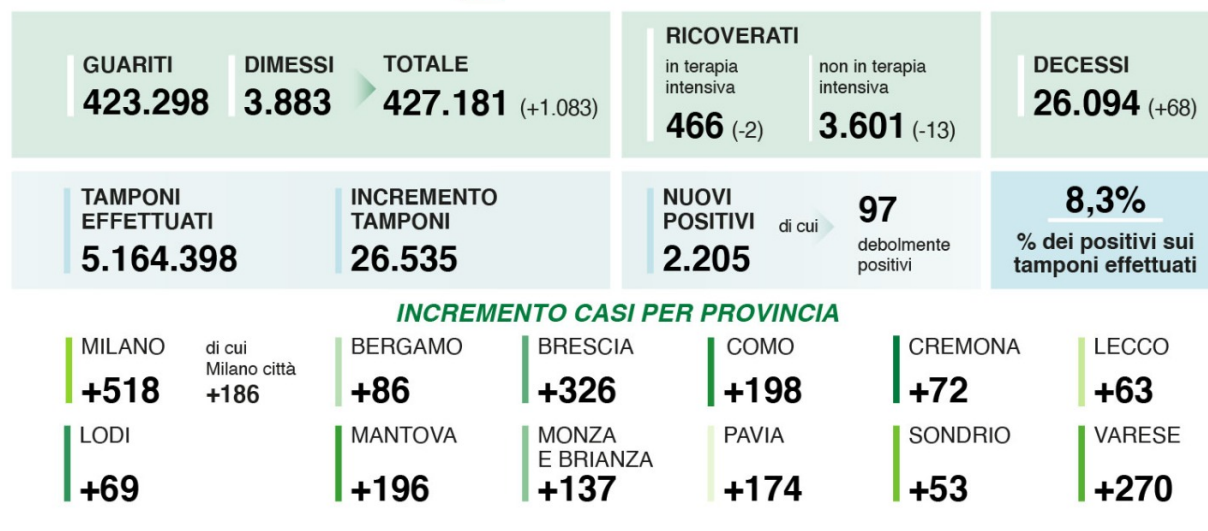 GUARITI
423.298
DIMESSI
3.883
TOTALE
427.181 (+1.083)
RICOVERATI
in terapia
intensiva
466 (-2)
non in terapia
intensiva
3.601 (-13)
DECESSI
26.094 (+68)
TAMPONI
EFFETTUATI
5.164.398
INCREMENTO
TAMPONI
26.535
NUOVI
POSITIVI
2.205
di cui
97
debolmente
positivi
8,3%
% dei positivi sui
tamponi effettuati
INCREMENTO CASI PER PROVINCIA
MILANO
+518
di cui
Milano città
+186
BERGAMO
+86
BRESCIA
+326
COMO
+198
CREMONA
+72
LECCO
+63
LODI
+69
MANTOVA
+196
MONZA
E BRIANZA
+137
PAVIA
+174
SONDRIO
+53
VARESE
+270